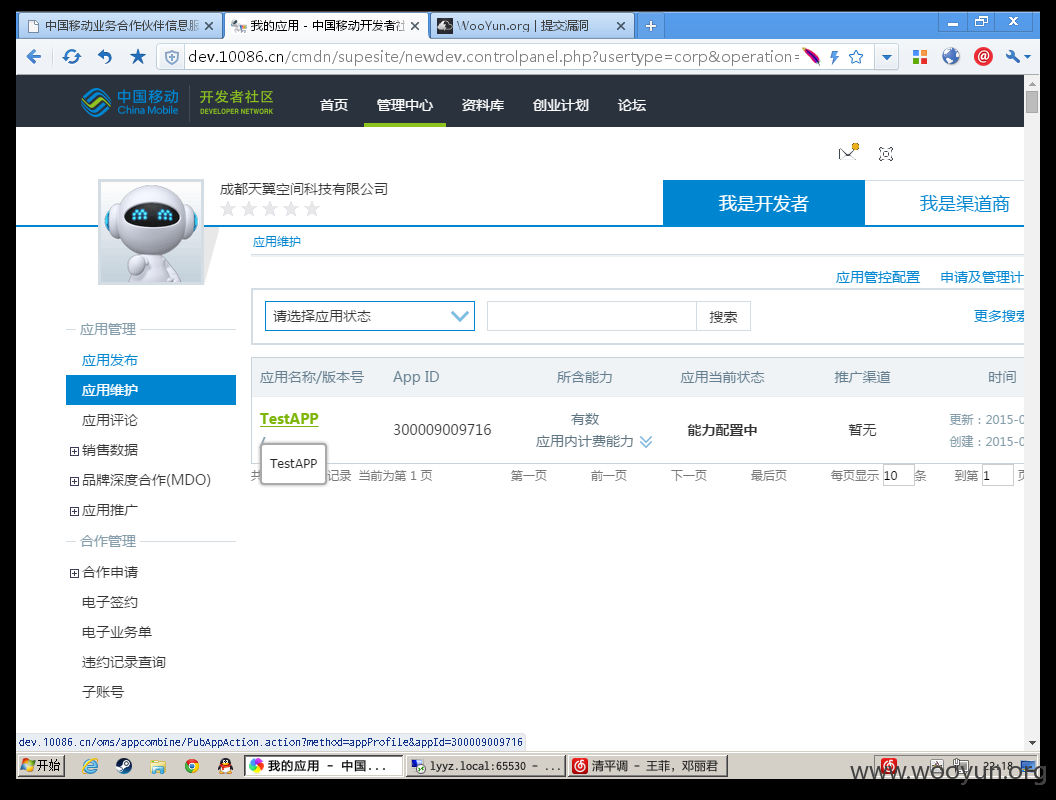 中国移动业务合作伙伴信息服
我的应用 - 中国移动开发者社
WooYun.org | 提交漏洞
dev.10086.cn/cmdn/supesite/newdev.controlpanel.php?usertype=corp&operation=
中国移动
China Mobile
开发者社区
DEVELOPER NETWORK
首页 管理中心 资料库 创业计划 论坛
成都天翼空间科技有限公司
我是开发者
我是渠道商
应用维护
应用管控配置 申请及管理计
请选择应用状态
搜索
更多搜索
应用管理
应用发布
应用维护
应用评论
销售数据
品牌深度合作(MDO)
应用推广
合作管理
合作申请
电子签约
电子业务单
违约记录查询
子账号
应用名称/版本号 App ID 所含能力 应用当前状态 推广渠道 时间
TestAPP
/
300009009716
有数
应用内计费能力
能力配置中
暂无
更新：2015-0
创建：2015-0
TestAPP
共 记录 当前为第 1 页 第一页 前一页 下一页 最后页 每页显示 10 条 到第 1 页
dev.10086.cn/oms/appcombine/PubAppAction.action?method=appProfile&appId=300009009716
开始
我的应用 - 中国...
lyyz.local:65530 - ...
清平调 - 王菲，邓丽君
23:18
www.wooyun.org